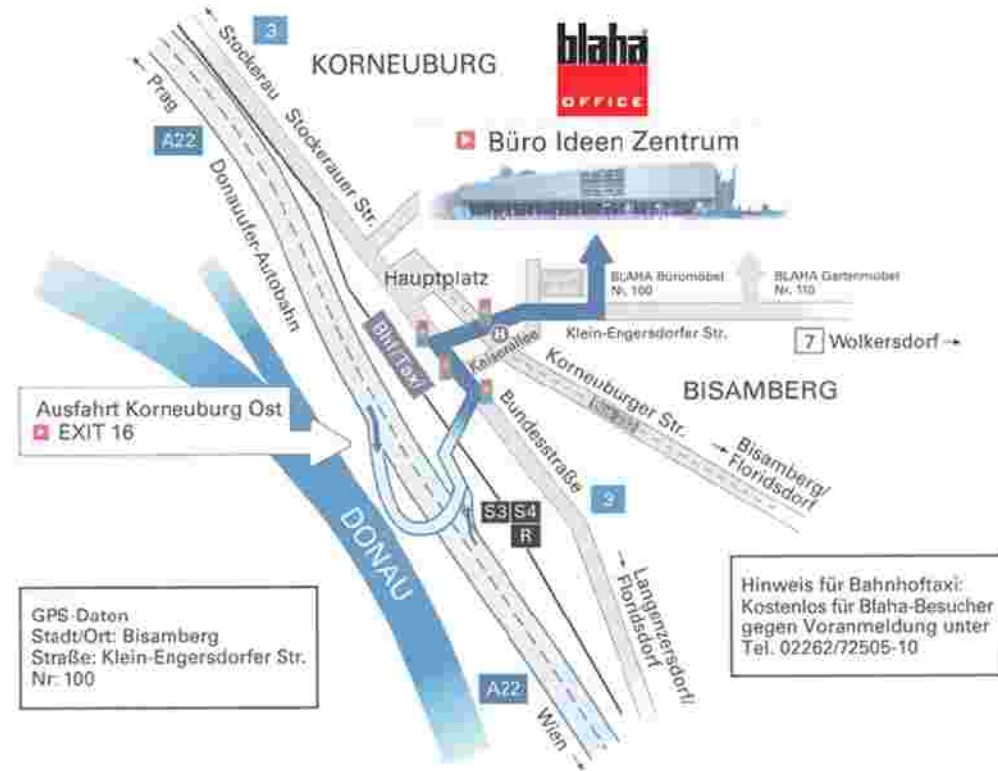 3
Stockerau
KORNEUBURG
blaha
OFFICE
Prag
Stockerauer Str.
Büro Ideen Zentrum
A22
Donauufer-Autobahn
Hauptplatz
BLAHA Büromöbel
Nr. 100
BLAHA Gartenmöbel
Nr. 110
Bhf/Taxi
H
Kaiserallee
Klein-Engersdorfer Str.
7 Wolkersdorf →
Korneuburger Str.
BISAMBERG
Ausfahrt Korneuburg Ost
EXIT 16
Bundesstraße
→ Bisamberg/
Floridsdorf
3
S3 S4
R
DONAU
→ Langenzersdorf/
Floridsdorf
GPS-Daten
Stadt/Ort: Bisamberg
Straße: Klein-Engersdorfer Str.
Nr: 100
Hinweis für Bahnhoftaxi:
Kostenlos für Blaha-Besucher
gegen Voranmeldung unter
Tel. 02262/72505-10
A22
Wien →